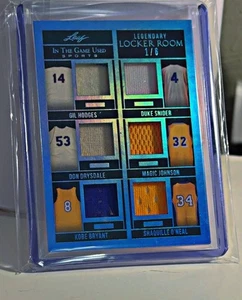 Leaf
LEGENDARY
IN THE GAME USED
LOCKER ROOM
SPORTS
1/6
14
4
GIL HODGES
DUKE SNIDER
53
32
DON DRYSDALE
MAGIC JOHNSON
8
34
KOBE BRYANT
SHAQUILLE O'NEAL